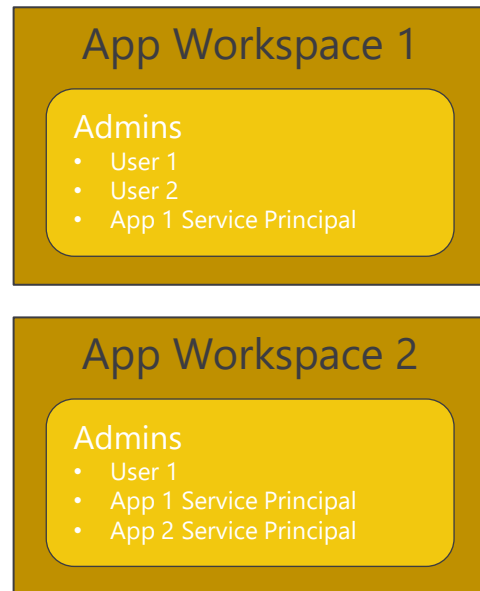 App Workspace 1
Admins
• User 1
• User 2
• App 1 Service Principal
App Workspace 2
Admins
• User 1
• App 1 Service Principal
• App 2 Service Principal